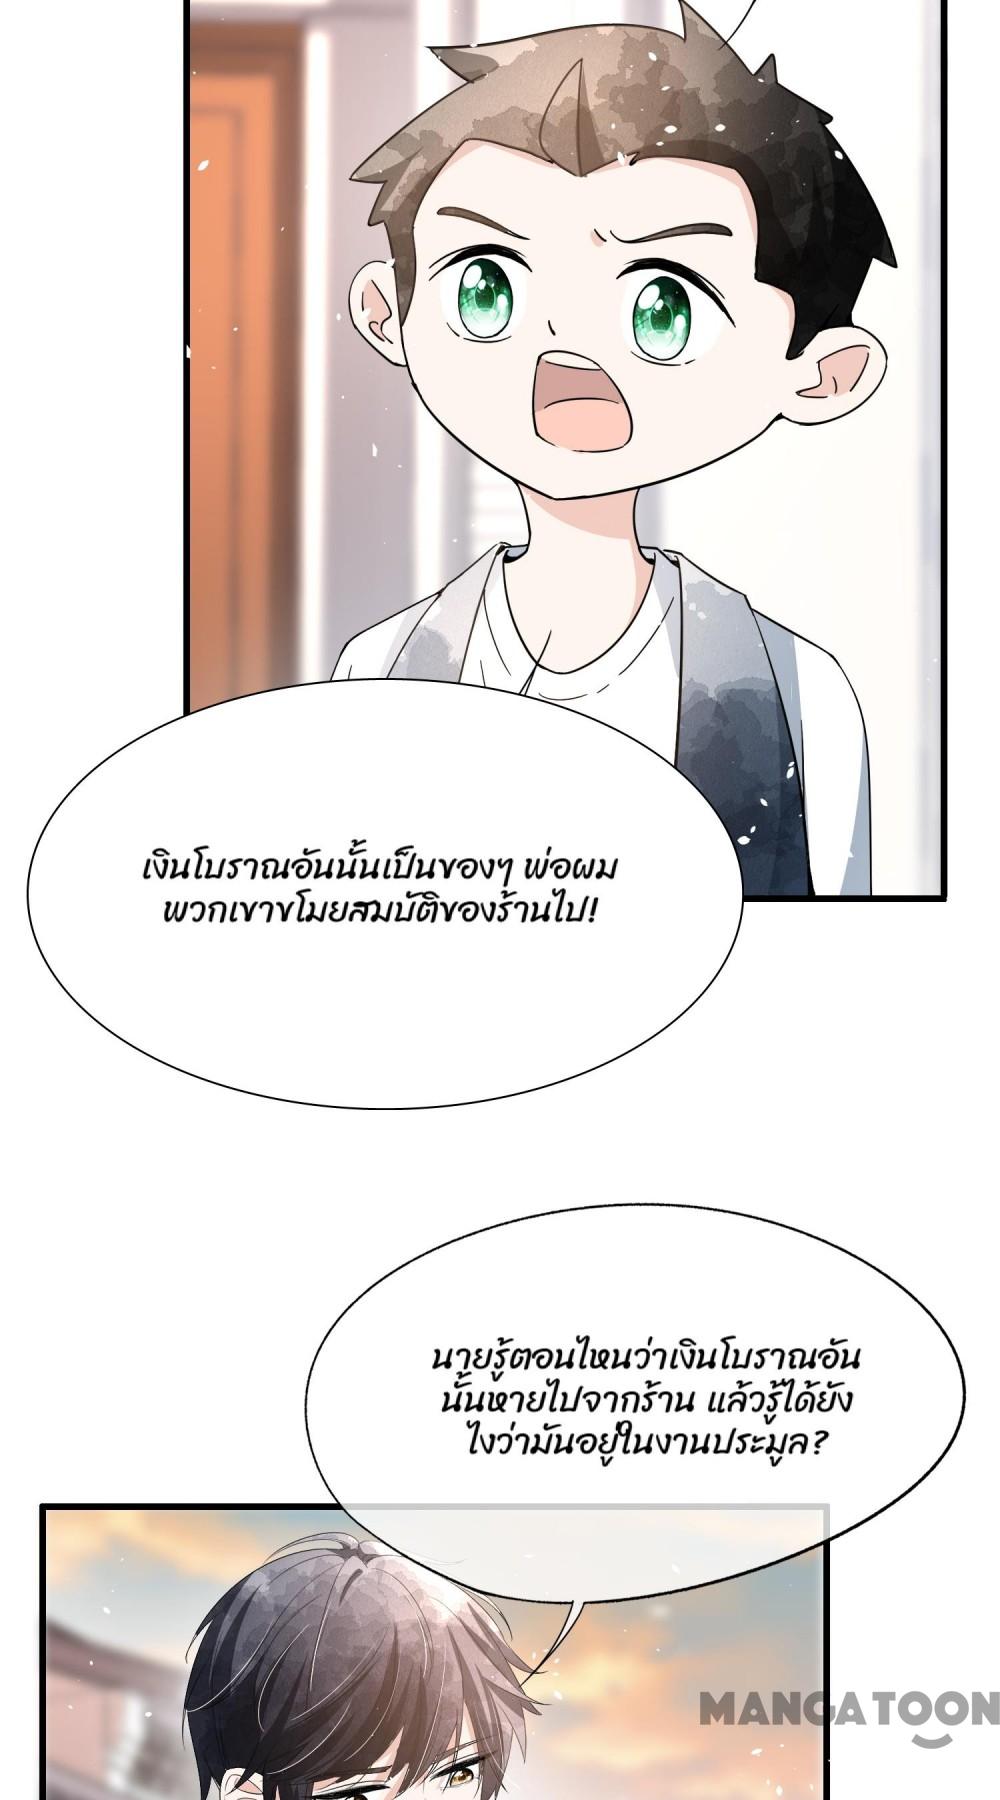 เงินโบราณอันนั้นเป็นของๆ พ่อผม
พวกเขาขโมยสมบัติของร้านไป!
นายรู้ตอนไหนว่าเงินโบราณอัน
นั้นหายไปจากร้าน แล้วรู้ได้ยัง
ไงว่ามันอยู่ในงานประมูล?
MANGATOON